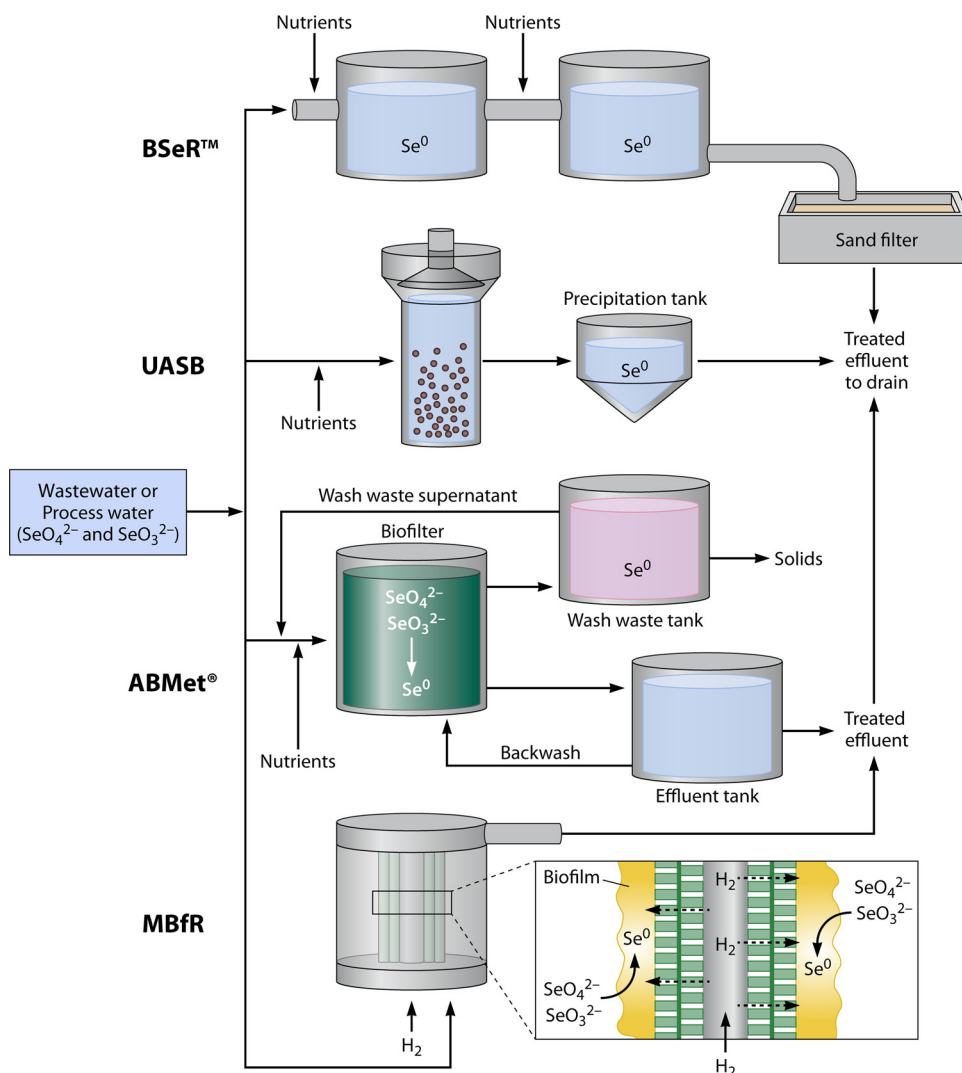 Nutrients
Nutrients
BSeR™
Se⁰
Se⁰
Sand filter
UASB
Precipitation tank
Se⁰
Nutrients
Treated
effluent
to drain
Wastewater or
Process water
(SeO₄²⁻ and SeO₃²⁻)
Wash waste supernatant
Biofilter
SeO₄²⁻
SeO₃²⁻
Se⁰
Se⁰
Solids
Wash waste tank
ABMet®
Nutrients
Backwash
Effluent tank
Treated
effluent
MBfR
H₂
Biofilm
H₂
SeO₄²⁻
SeO₃²⁻
Se⁰
H₂
Se⁰
SeO₄²⁻
SeO₃²⁻
H₂